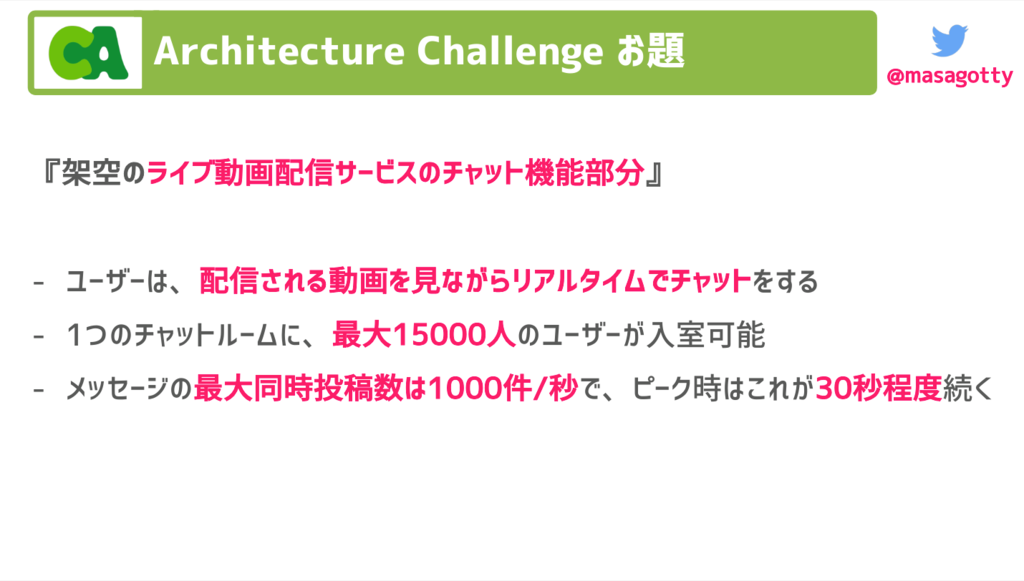 CA Architecture Challenge お題
@masagotty
『架空のライブ動画配信サービスのチャット機能部分』
- ユーザーは、配信される動画を見ながらリアルタイムでチャットをする
- 1つのチャットルームに、最大15000人のユーザーが入室可能
- メッセージの最大同時投稿数は1000件/秒で、ピーク時はこれが30秒程度続く